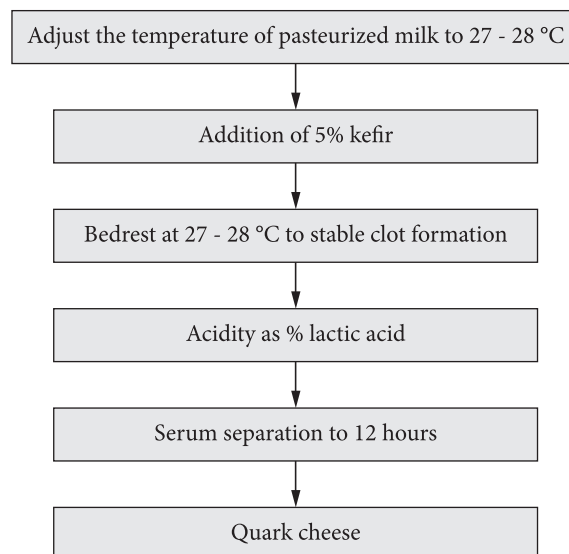 Adjust the temperature of pasteurized milk to 27 - 28 °C
Addition of 5% kefir
Bedrest at 27 - 28 °C to stable clot formation
Acidity as % lactic acid
Serum separation to 12 hours
Quark cheese